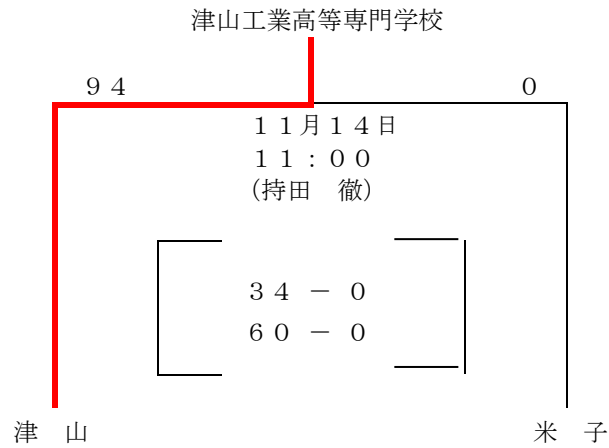 津山工業高等専門学校
９４
０
１１月１４日
１１：００
（持田　徹）
３４　－　０
６０　－　０
津　山
米　子